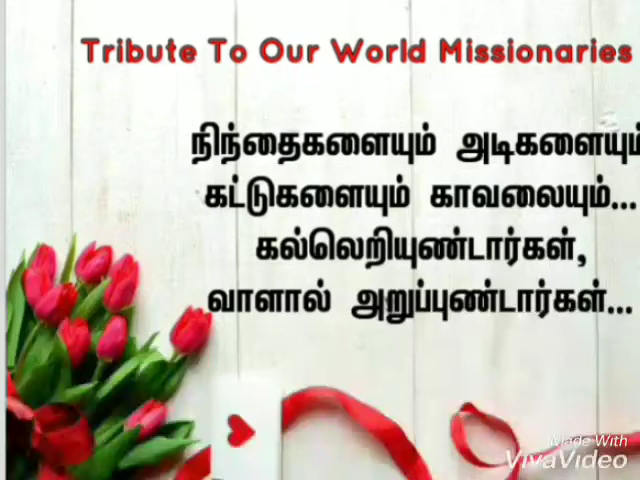 Tribute To Our World Missionaries
நிந்தைகளையும் அடிகளையும்
கட்டுகளையும் காவலையும்...
கல்லெறியுண்டார்கள்,
வாளால் அறுப்புண்டார்கள்...
Made With
VivaVideo